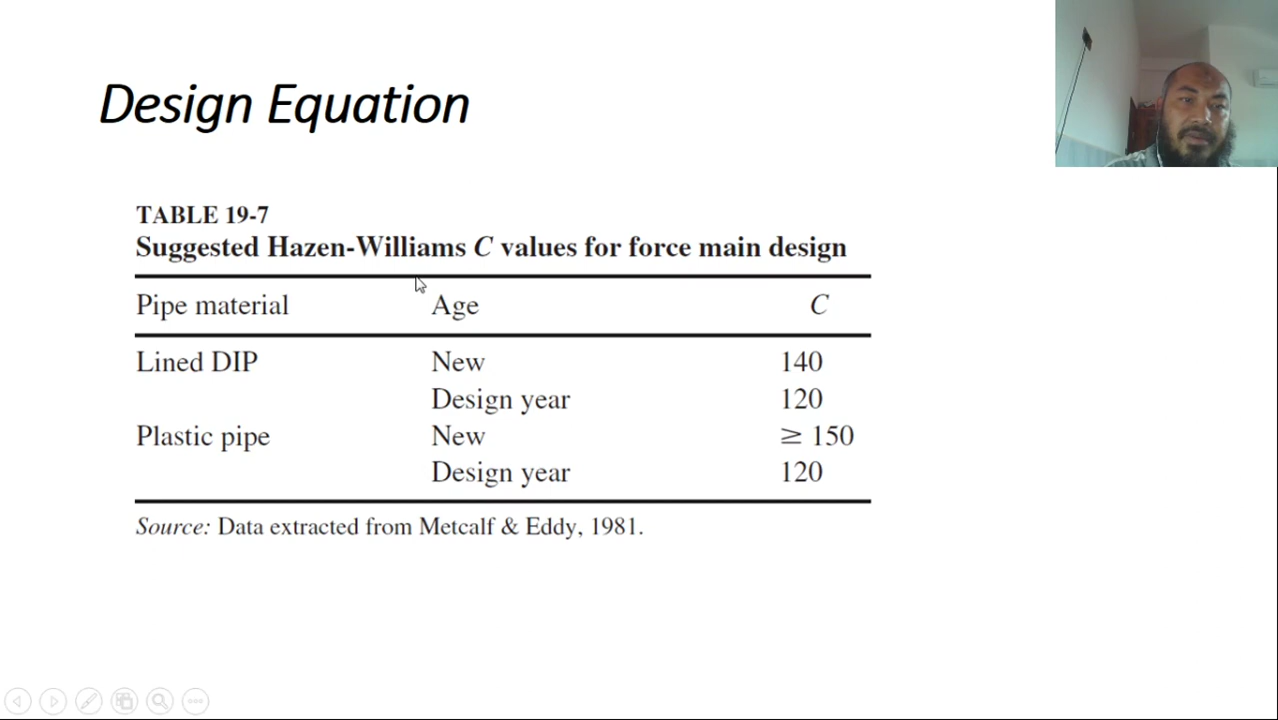 Design Equation
TABLE 19-7
Suggested Hazen-Williams C values for force main design
Pipe material Age C
Lined DIP New 140
Design year 120
Plastic pipe New ≥ 150
Design year 120
Source: Data extracted from Metcalf & Eddy, 1981.